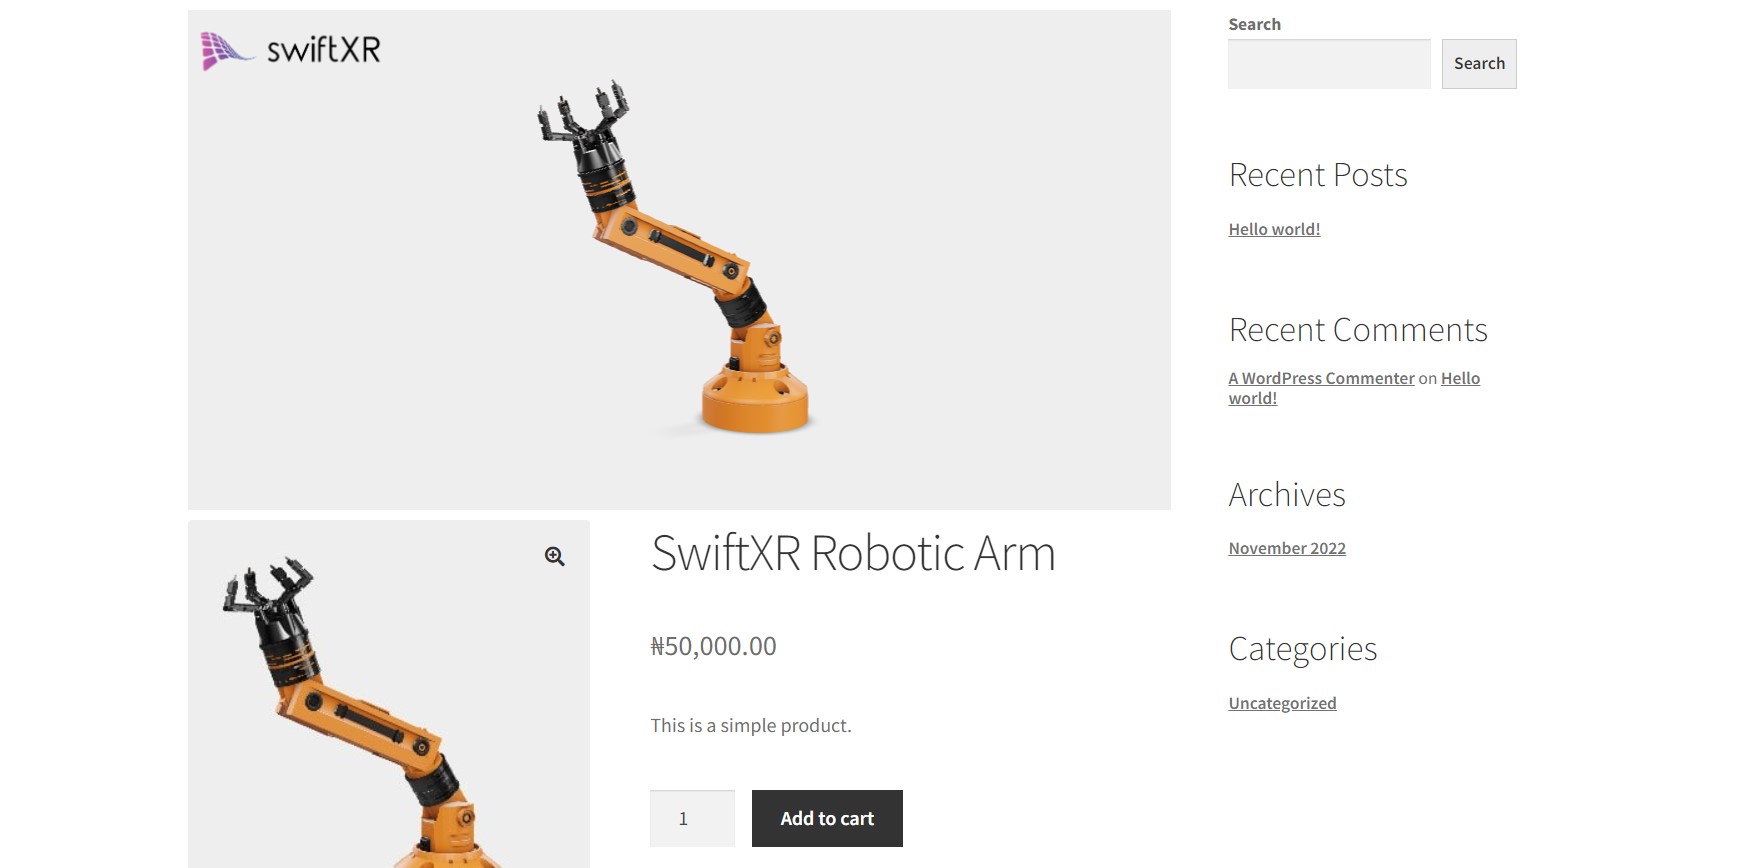 swiftXR
SwiftXR Robotic Arm
₦50,000.00
This is a simple product.
1
Add to cart
Search
Search
Recent Posts
Hello world!
Recent Comments
A WordPress Commenter on Hello
world!
Archives
November 2022
Categories
Uncategorized